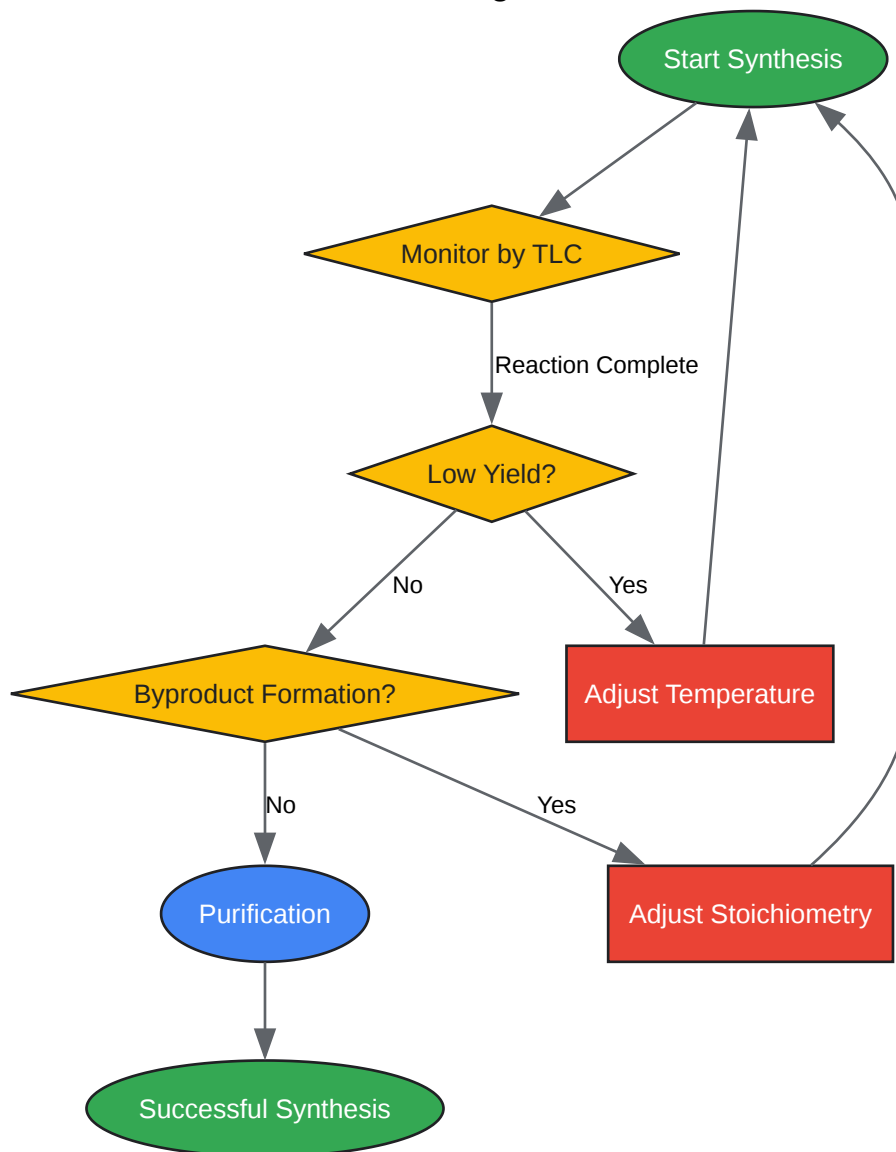 Start Synthesis
Monitor by TLC
Reaction Complete
Low Yield?
No
Yes
Byproduct Formation?
Adjust Temperature
No
Yes
Purification
Adjust Stoichiometry
Successful Synthesis